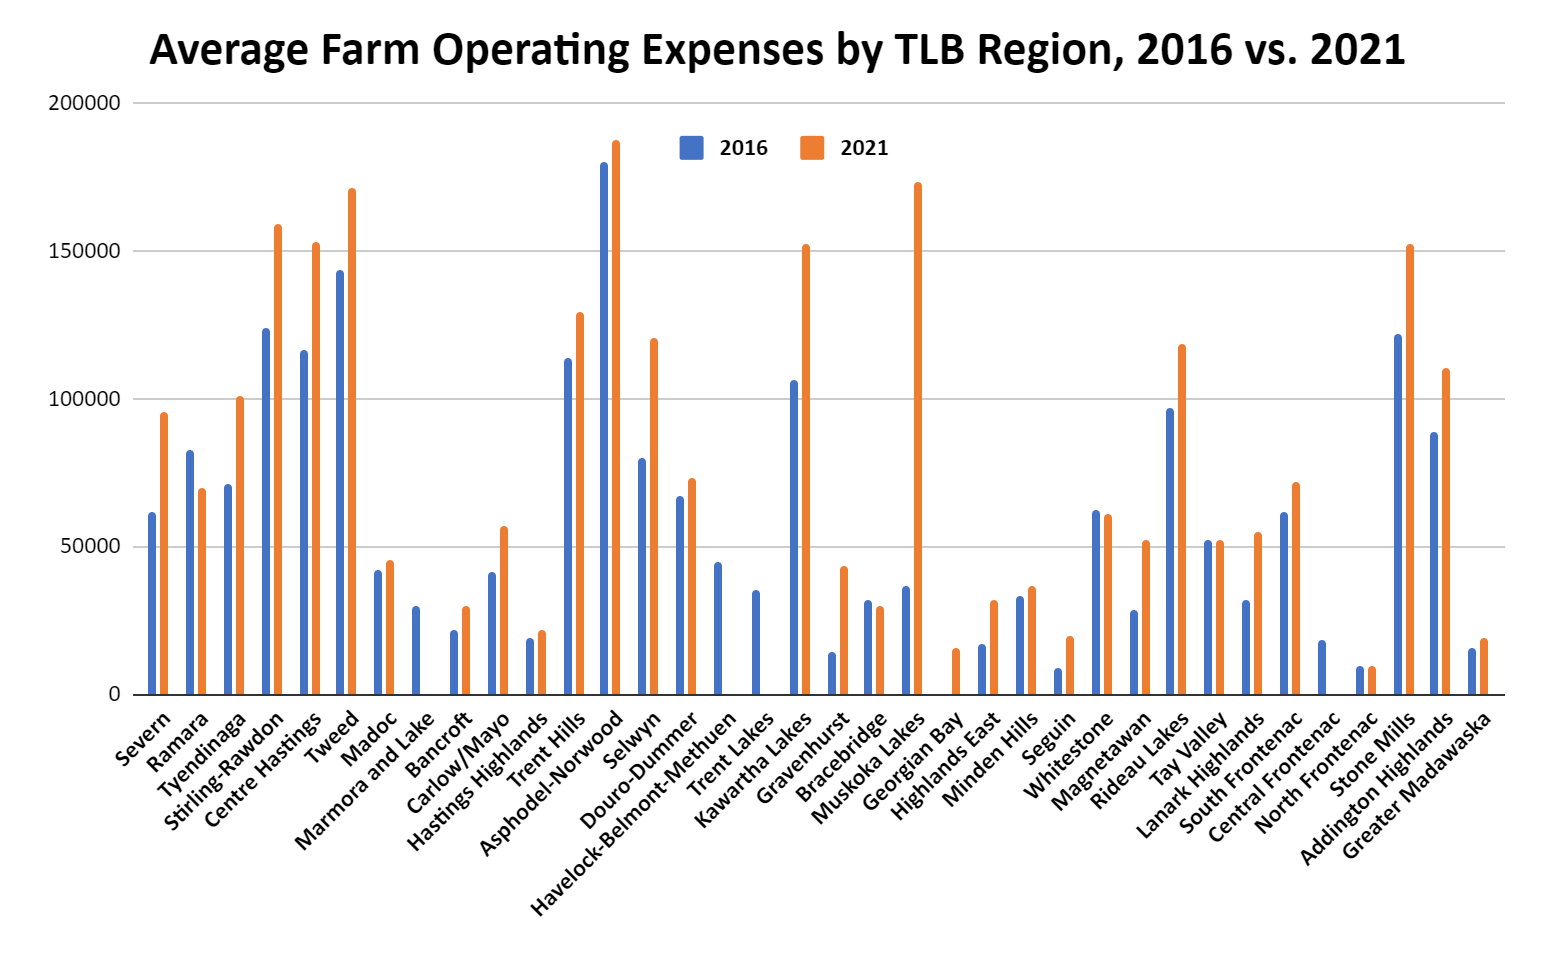 Average Farm Operating Expenses by TLB Region, 2016 vs. 2021
200000
2016 2021
150000
100000
50000
0
Severn
Ramara
Tyendinaga
Stirling-Rawdon
Centre Hastings
Tweed
Madoc
Marmora and Lake
Bancroft
Carlow/Mayo
Hastings Highlands
Trent Hills
Asphodel-Norwood
Selwyn
Douro-Dummer
Havelock-Belmont-Methuen
Trent Lakes
Kawartha Lakes
Gravenhurst
Bracebridge
Muskoka Lakes
Georgian Bay
Highlands East
Minden Hills
Seguin
Whitestone
Magnetawan
Rideau Lakes
Tay Valley
Lanark Highlands
South Frontenac
Central Frontenac
North Frontenac
Stone Mills
Addington Highlands
Greater Madawaska